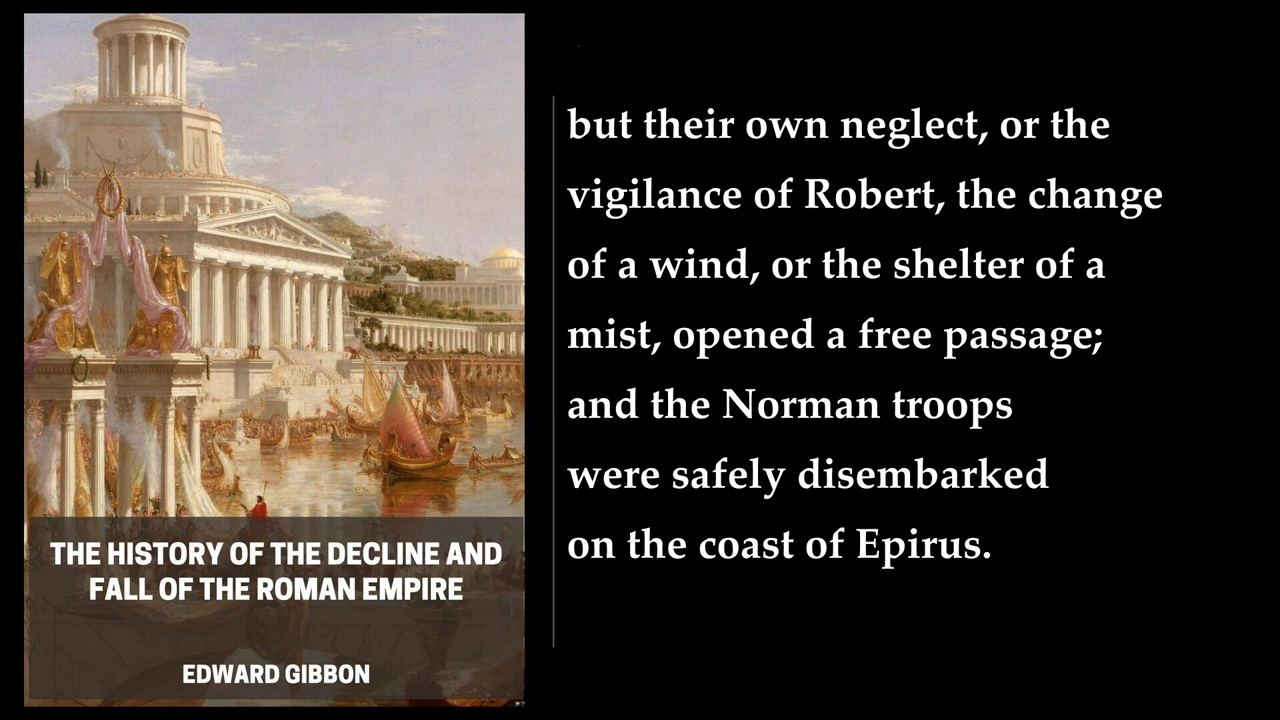 THE HISTORY OF THE DECLINE AND
FALL OF THE ROMAN EMPIRE
EDWARD GIBBON
but their own neglect, or the
vigilance of Robert, the change
of a wind, or the shelter of a
mist, opened a free passage;
and the Norman troops
were safely disembarked
on the coast of Epirus.